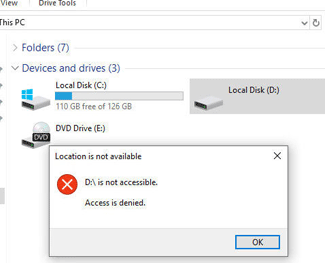 View
Drive Tools
This PC
Folders (7)
Devices and drives (3)
Local Disk (C:)
110 GB free of 126 GB
Local Disk (D:)
DVD Drive (E:)
DVD
Location is not available
D:\ is not accessible.
Access is denied.
OK